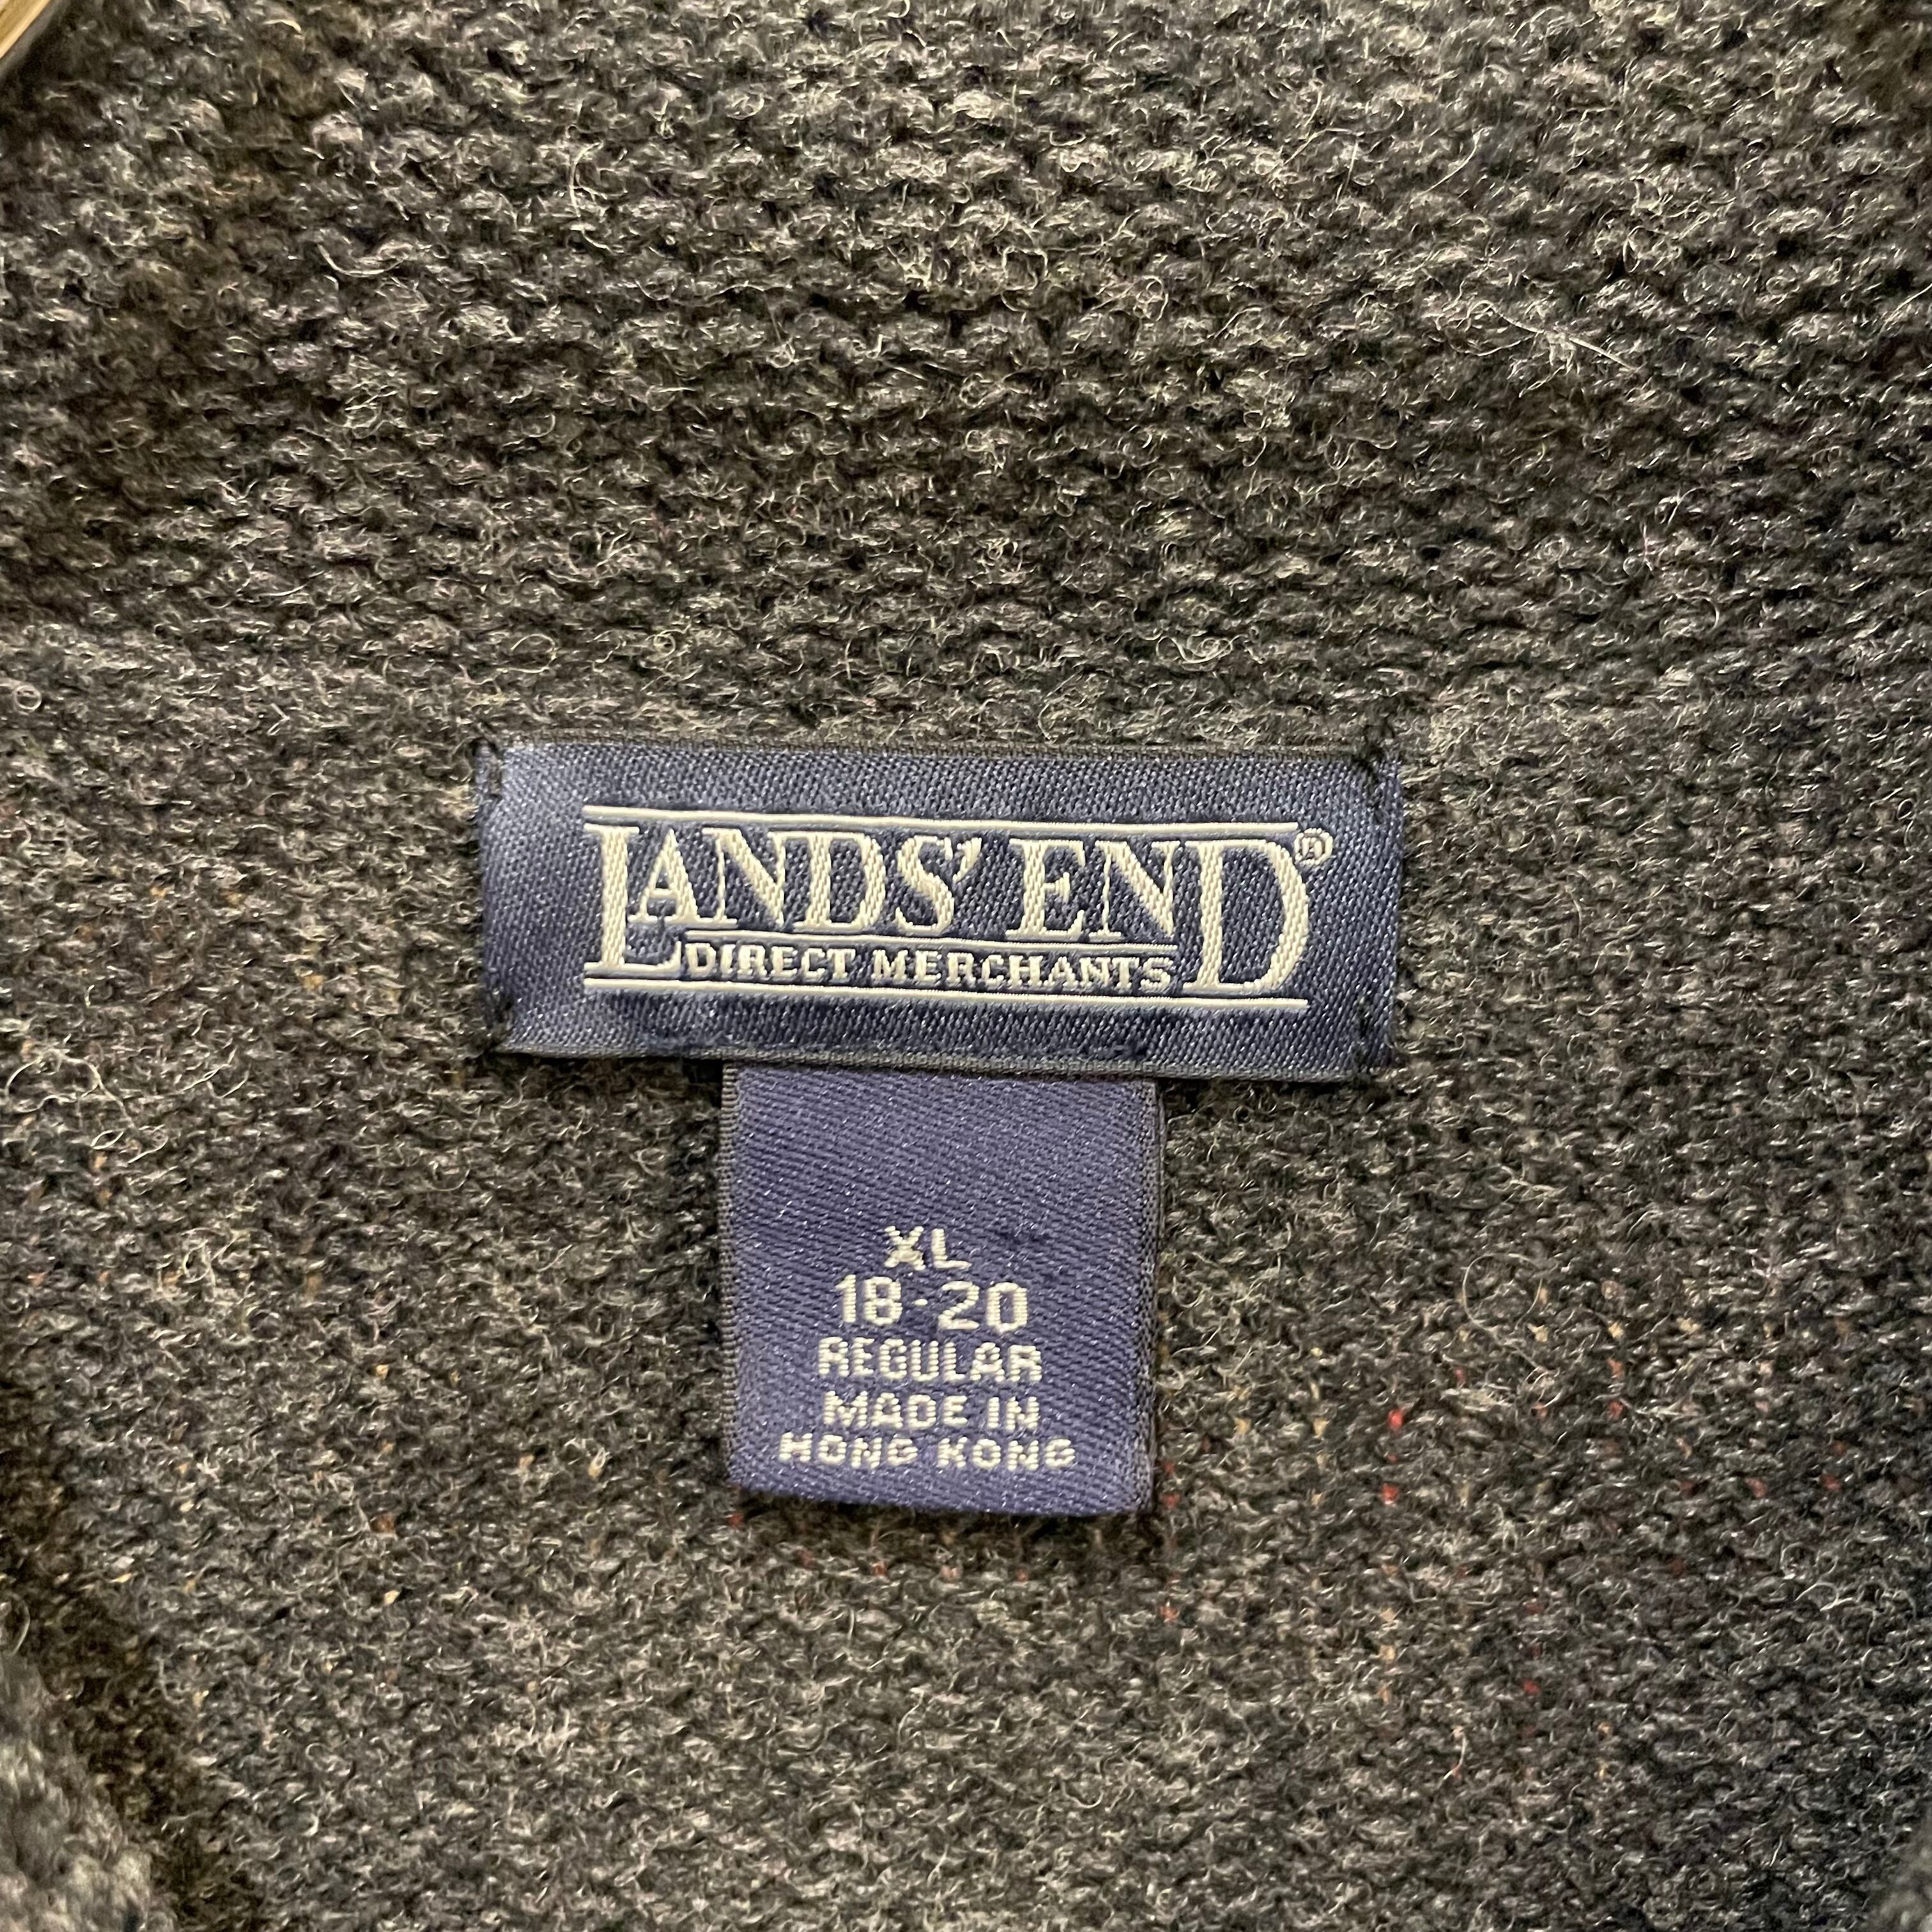 LANDS' END®
DIRECT MERCHANTS
XL
18-20
REGULAR
MADE IN
HONG KONG